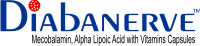 DIABANERVE™
Mecobalamin, Alpha Lipoic Acid with Vitamins Capsules